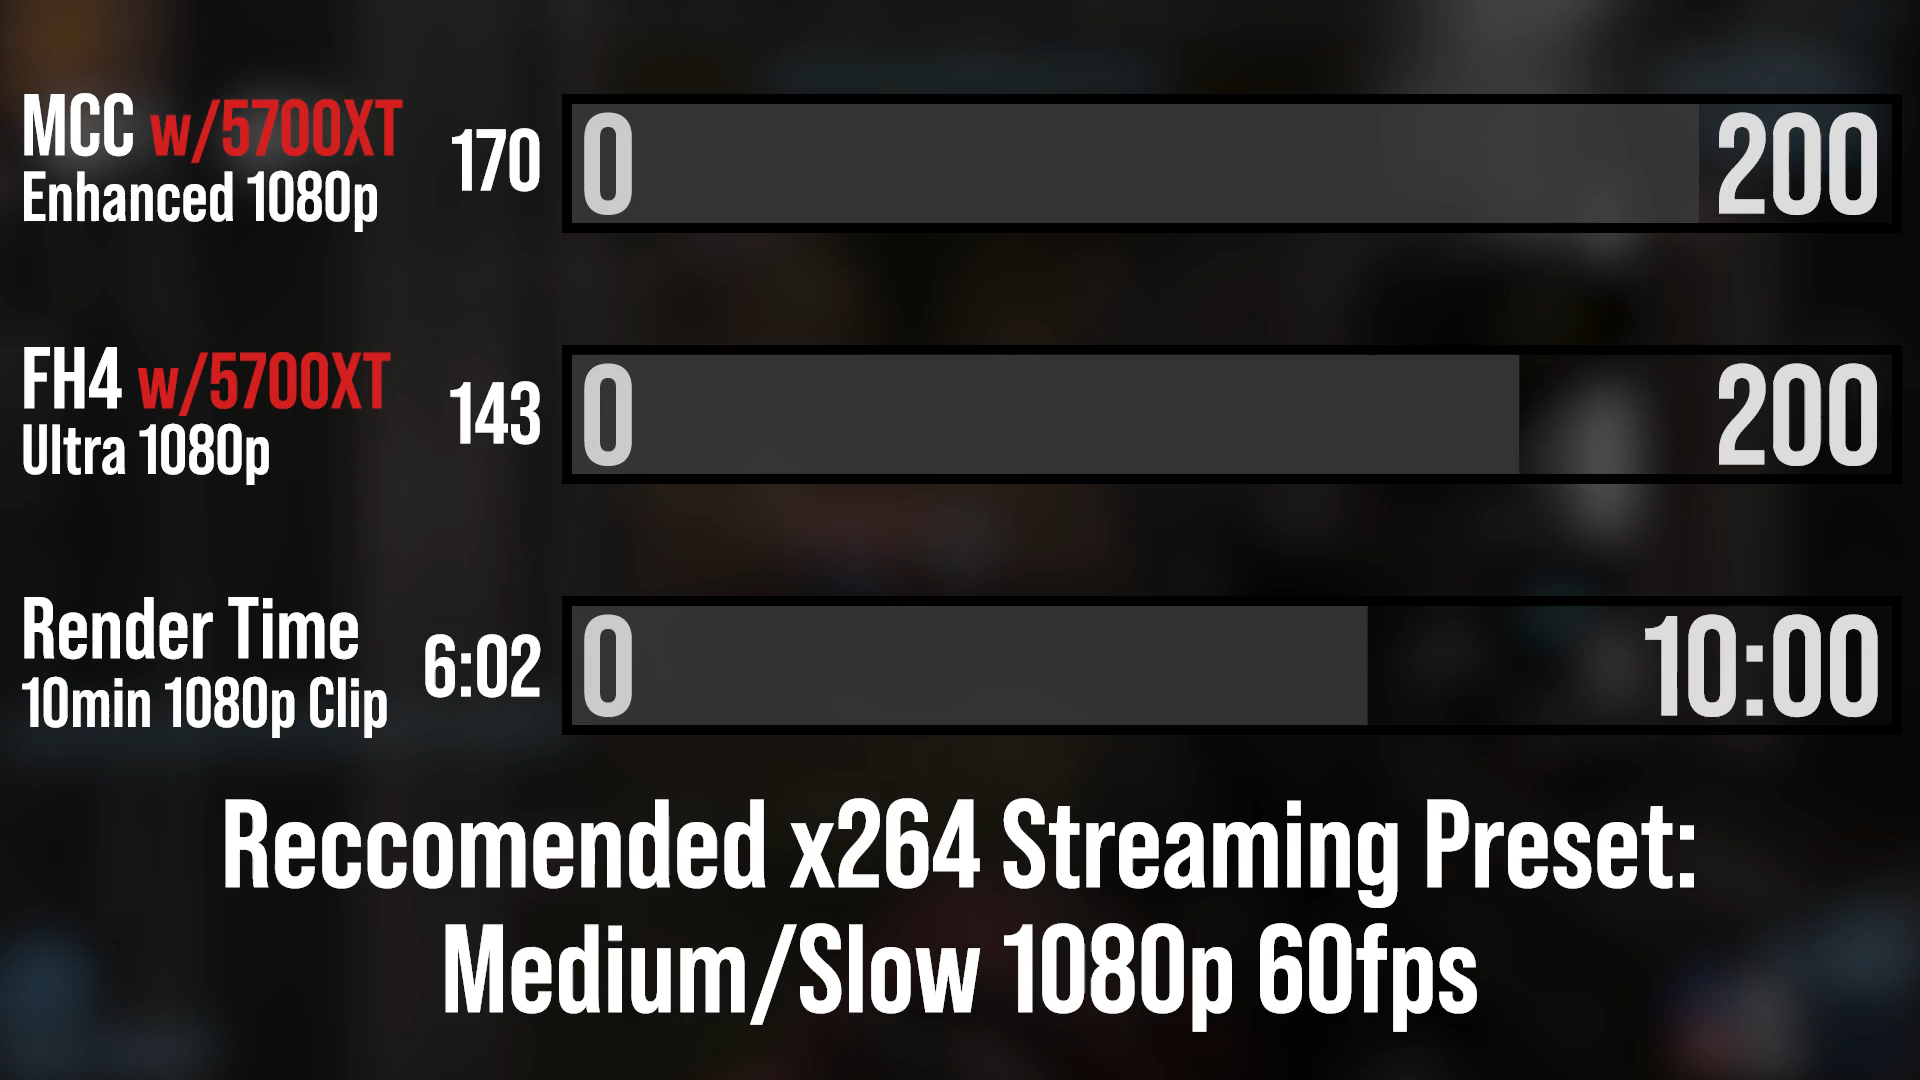 MCC w/5700XT
Enhanced 1080p
170
0
200
FH4 w/5700XT
Ultra 1080p
143
0
200
Render Time
10min 1080p Clip
6:02
0
10:00
Reccomended x264 Streaming Preset:
Medium/Slow 1080p 60fps